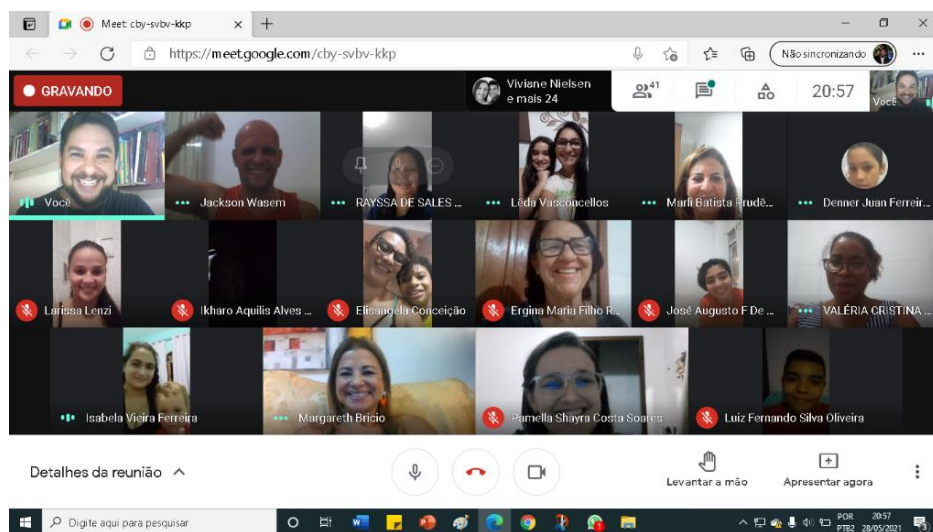 Meet: cby-svbv-kkp
https://meet.google.com/cby-svbv-kkp
Não sincronizando
GRAVANDO
Viviane Nielsen
e mais 24
41
20:57
Você
Você
Jackson Wasem
RAYSSA DE SALES ...
Lêda Vasconcellos
Marli Batista Prudê...
Denner Juan Ferreir...
Larissa Lenzi
Ikharo Aquilis Alves ...
Elisangela Conceição
Ergina Maria Filho R...
José Augusto F De ...
VALÉRIA CRISTINA ...
Isabela Vieira Ferreira
Margareth Bricio
Pamella Shayra Costa Soares
Luiz Fernando Silva Oliveira
Detalhes da reunião
Levantar a mão
Apresentar agora
Digite aqui para pesquisar
POR
PTB2
20:57
28/05/2021